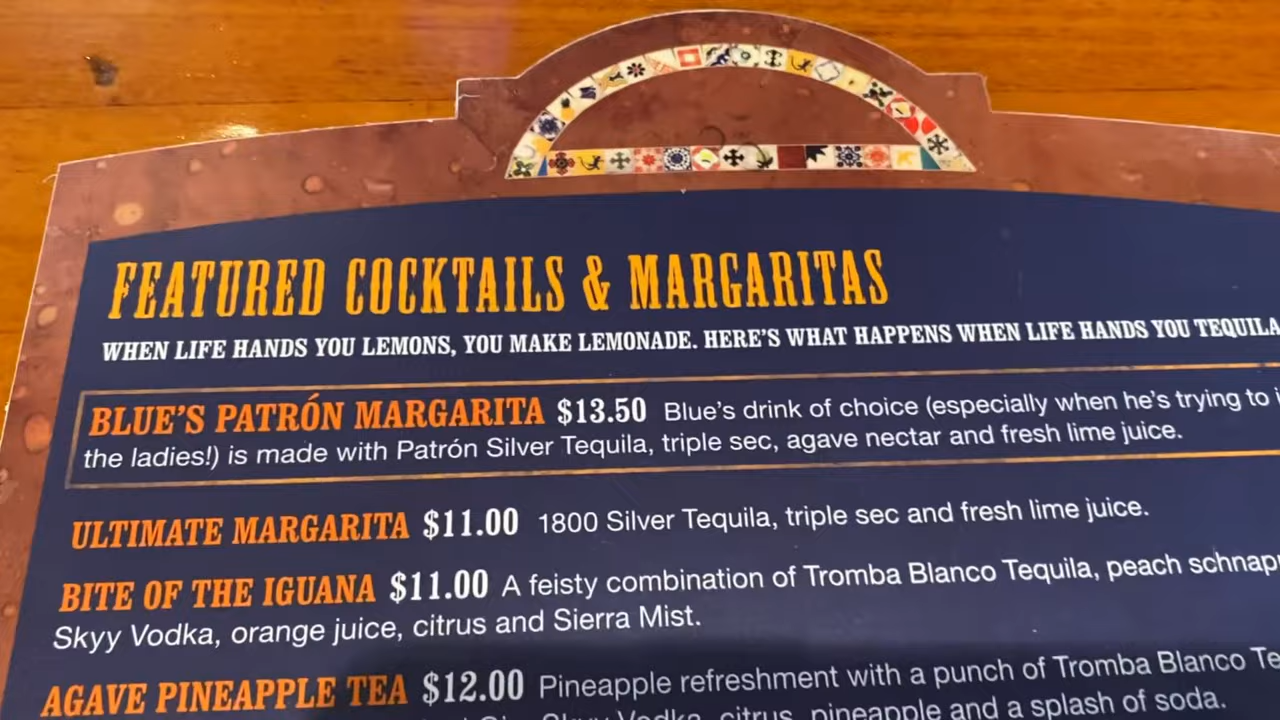 FEATURED COCKTAILS & MARGARITAS
WHEN LIFE HANDS YOU LEMONS, YOU MAKE LEMONADE. HERE'S WHAT HAPPENS WHEN LIFE HANDS YOU TEQUILA
BLUE'S PATRÓN MARGARITA $13.50 Blue's drink of choice (especially when he's trying to
the ladies!) is made with Patrón Silver Tequila, triple sec, agave nectar and fresh lime juice.
ULTIMATE MARGARITA $11.00 1800 Silver Tequila, triple sec and fresh lime juice.
BITE OF THE IGUANA $11.00 A feisty combination of Tromba Blanco Tequila, peach
Skyy Vodka, orange juice, citrus and Sierra Mist.
AGAVE PINEAPPLE TEA $12.00 Pineapple refreshment with a punch of Tromba Blanco
Skyy Vodka, citrus, pineapple and a splash of soda.